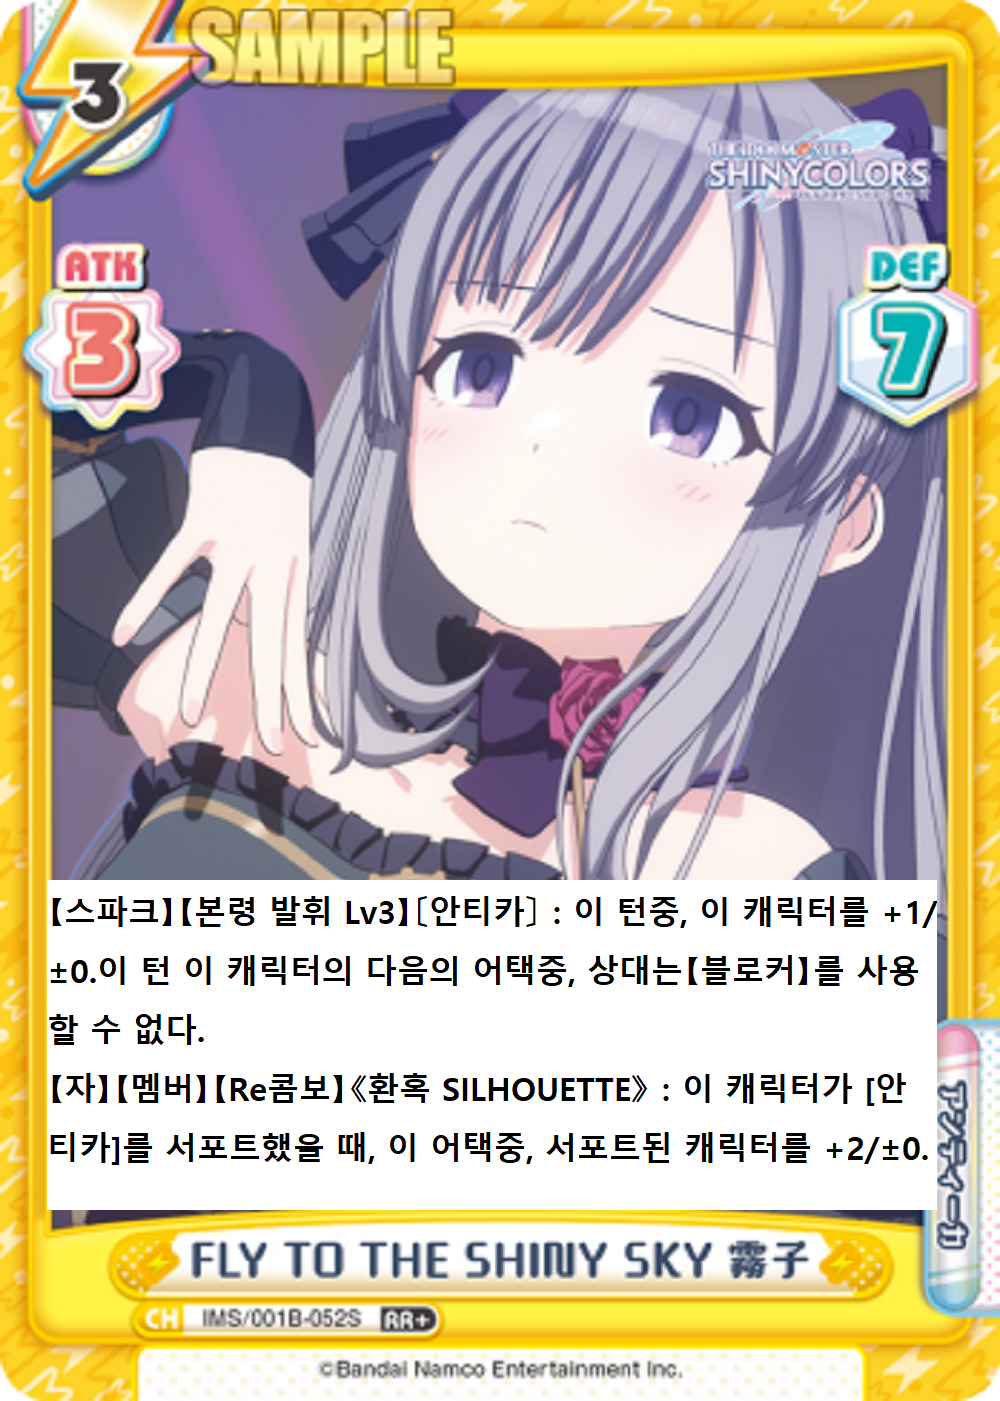 3
SAMPLE
SHINYCOLORS
ATK
3
DEF
7
【스파크】【본령 발휘 Lv3】〔안티카〕 : 이 턴중, 이 캐릭터를 +1/
±0.이 턴 이 캐릭터의 다음의 어택중, 상대는【블로커】를 사용
할 수 없다.
【자】【멤버】【Re콤보】《환혹 SILHOUETTE》 : 이 캐릭터가 [안
티카]를 서포트했율 때, 이 어택중, 서포트된 캐릭터를 +2/±0.
アンティーカ
FLY TO THE SHINY SKY 霧子
CH IMS/001B-052S RR+
©Bandai Namco Entertainment Inc.